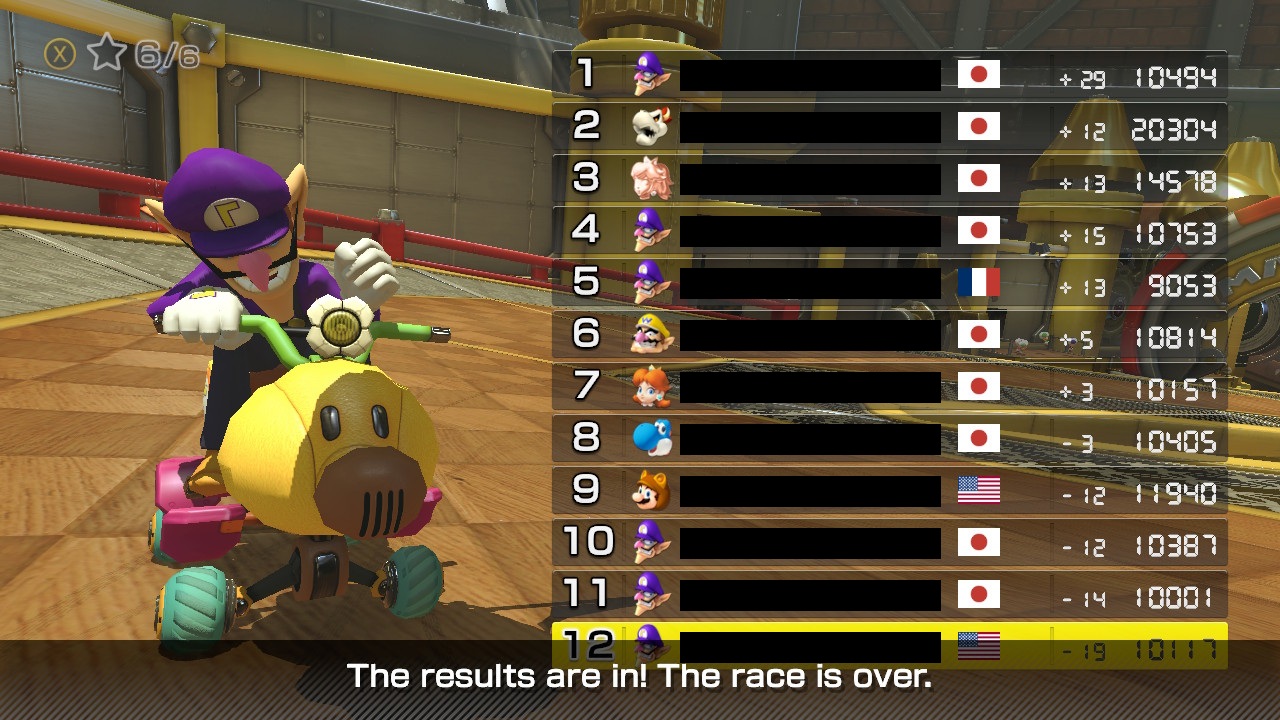 X 6/6
1 +29 10494
2 +12 20304
3 +13 14578
4 +15 10753
5 +13 9053
6 +5 10814
7 +3 10157
8 -3 10405
9 -12 11940
10 -12 10387
11 -14 10001
12 -19 10117
The results are in! The race is over.